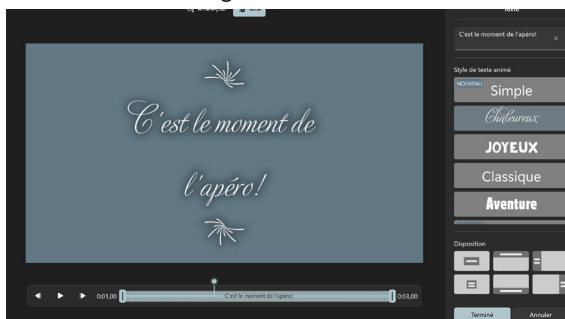 Texte
C'est le moment de l'apéro!
×
Style de texte animé
NOUVEAU
Simple
Chaleureux
JOYEUX
Classique
Aventure
C'est le moment de
l'apéro!
Disposition
0:01,00
C'est le moment de l'apéro!
0:03,00
Terminé
Annuler